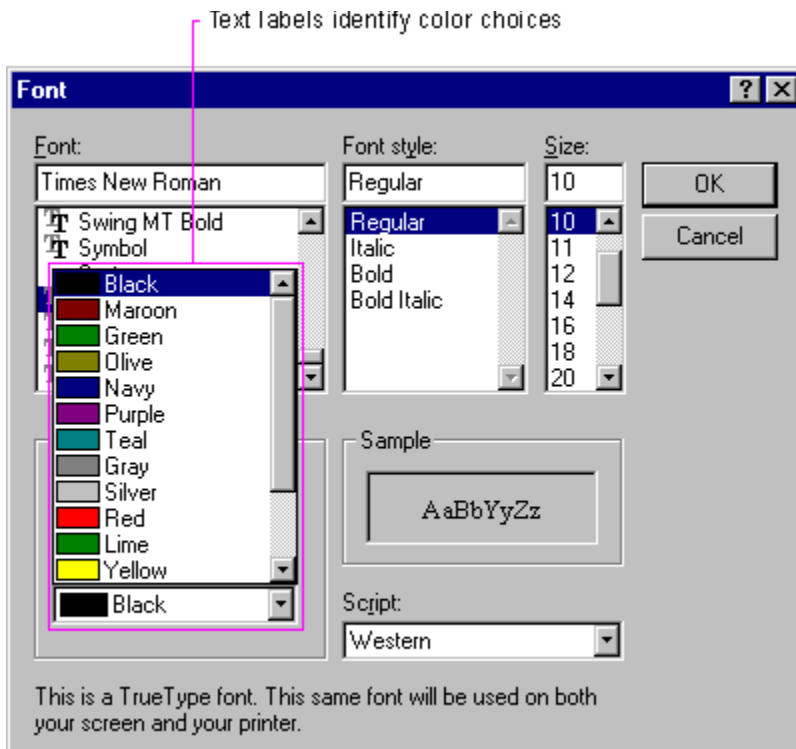 Text labels identify color choices
Font
Font: Font style: Size:
Times New Roman Regular 10 OK
Swing MT Bold Regular 10 Cancel
Symbol Italic 11
Black Bold 12
Maroon Bold Italic 14
Green 16
Olive 18
Navy 20
Purple
Teal Sample
Gray
Silver AaBbYyZz
Red
Lime
Yellow
Black Script:
Western
This is a TrueType font. This same font will be used on both
your screen and your printer.